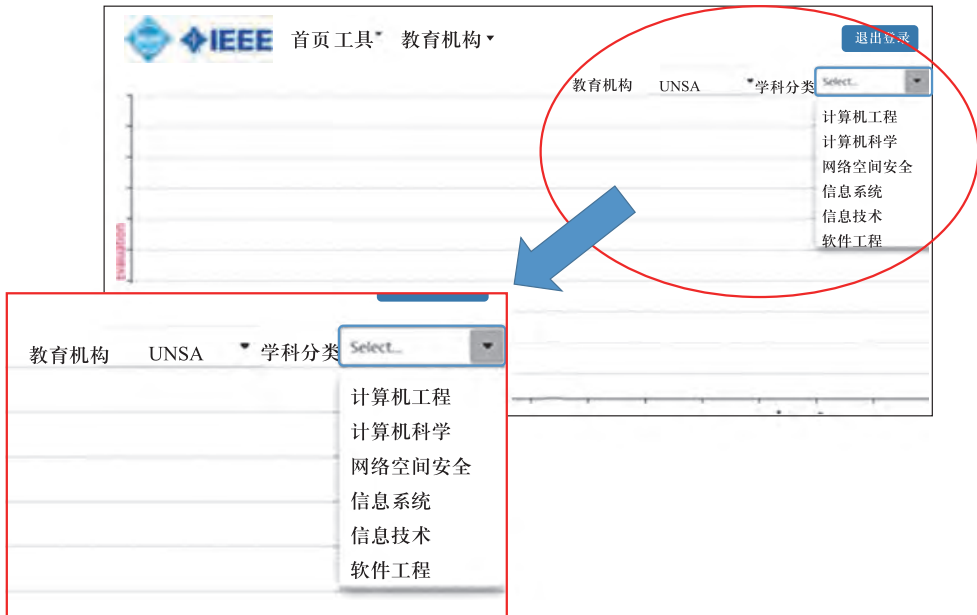 IEEE 首页 工具 教育机构
退出登录
教育机构 UNSA 学科分类 Select...
计算机工程
计算机科学
网络空间安全
信息系统
信息技术
软件工程
Evaluation
教育机构 UNSA 学科分类 Select...
计算机工程
计算机科学
网络空间安全
信息系统
信息技术
软件工程